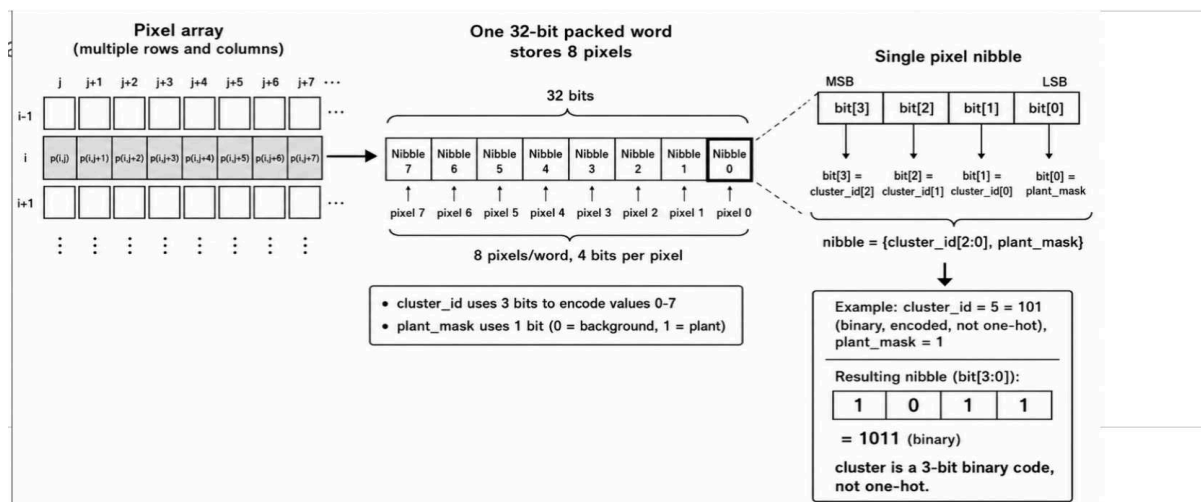 Pixel array
(multiple rows and columns)
j j+1 j+2 j+3 j+4 j+5 j+6 j+7 ...
i-1 ...
i p(i,j) p(i,j+1) p(i,j+2) p(i,j+3) p(i,j+4) p(i,j+5) p(i,j+6) p(i,j+7)
i+1 ...
One 32-bit packed word
stores 8 pixels
32 bits
Nibble 7 Nibble 6 Nibble 5 Nibble 4 Nibble 3 Nibble 2 Nibble 1 Nibble 0
pixel 7 pixel 6 pixel 5 pixel 4 pixel 3 pixel 2 pixel 1 pixel 0
8 pixels/word, 4 bits per pixel
• cluster_id uses 3 bits to encode values 0-7
• plant_mask uses 1 bit (0 = background, 1 = plant)
Single pixel nibble
MSB LSB
bit[3] bit[2] bit[1] bit[0]
bit[3] = bit[2] = bit[1] = bit[0] =
cluster_id[2] cluster_id[1] cluster_id[0] plant_mask
nibble = {cluster_id[2:0], plant_mask}
Example: cluster_id = 5 = 101
(binary, encoded, not one-hot),
plant_mask = 1
Resulting nibble (bit[3:0]):
1 0 1 1
= 1011 (binary)
cluster is a 3-bit binary code,
not one-hot.